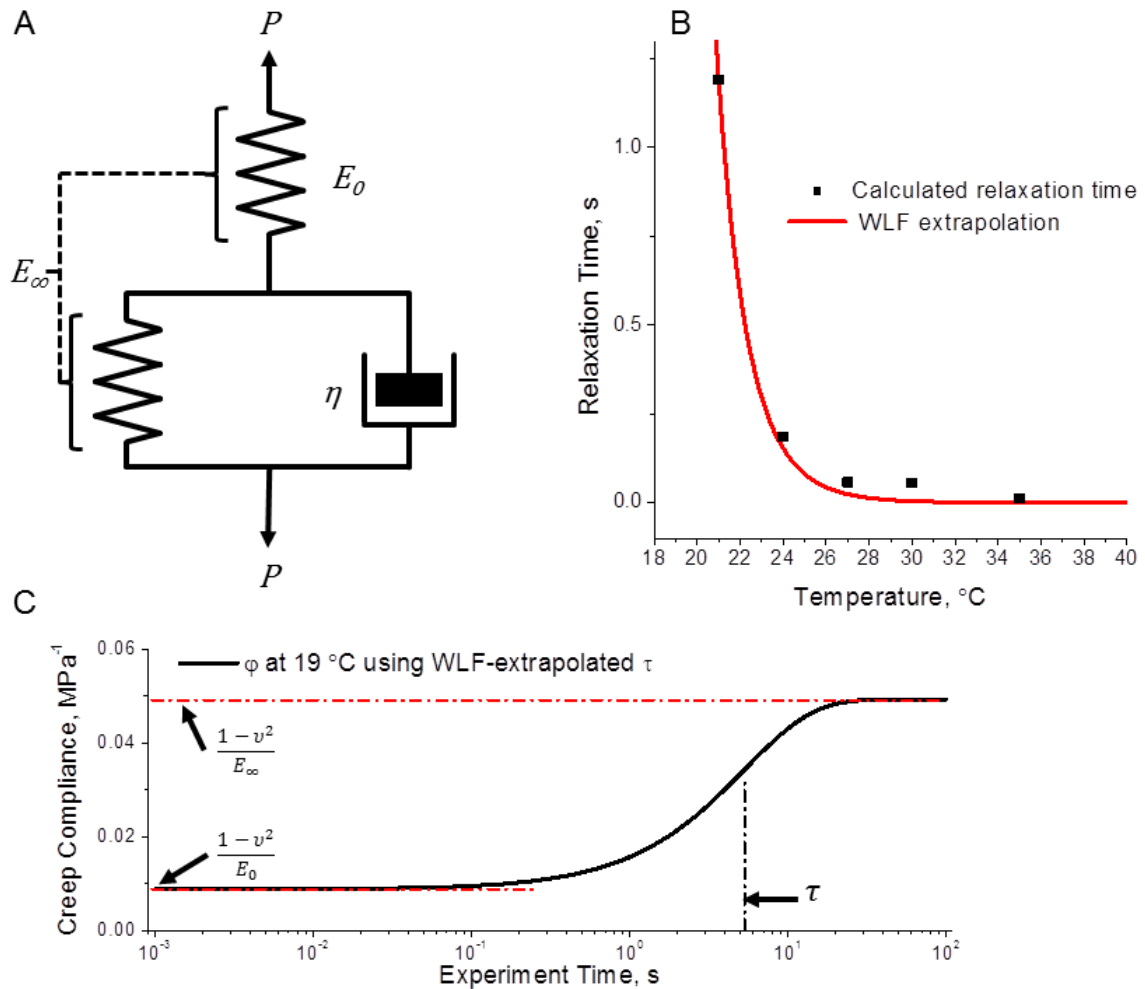 A
P
E₀
E∞
η
P
B
1.0
0.5
0.0
Relaxation Time, s
Calculated relaxation time
WLF extrapolation
18 20 22 24 26 28 30 32 34 36 38 40
Temperature, °C
C
0.06
0.04
0.02
0.00
Creep Compliance, MPa⁻¹
φ at 19 °C using WLF-extrapolated τ
1 − υ²
E∞
1 − υ²
E₀
τ
10⁻³ 10⁻² 10⁻¹ 10⁰ 10¹ 10²
Experiment Time, s